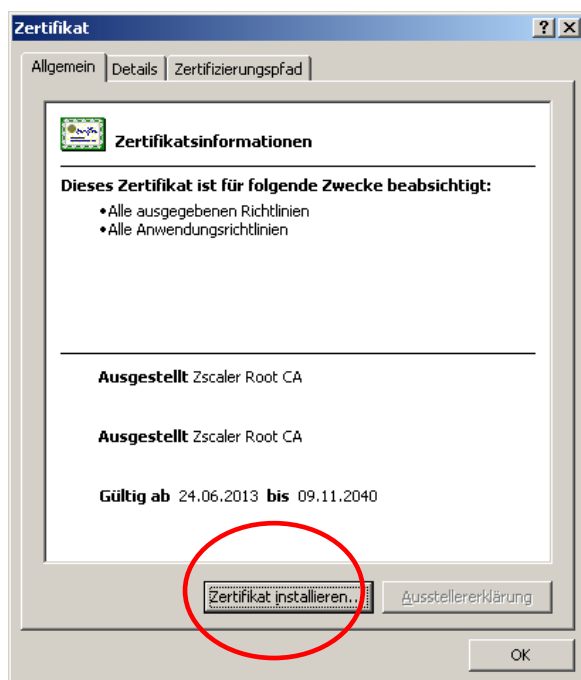 Zertifikat
Allgemein Details Zertifizierungspfad
Zertifikatsinformationen
Dieses Zertifikat ist für folgende Zwecke beabsichtigt:
•Alle ausgegebenen Richtlinien
•Alle Anwendungsrichtlinien
Ausgestellt Zscaler Root CA
Ausgestellt Zscaler Root CA
Gültig ab 24.06.2013 bis 09.11.2040
Zertifikat installieren... Ausstellererklärung
OK